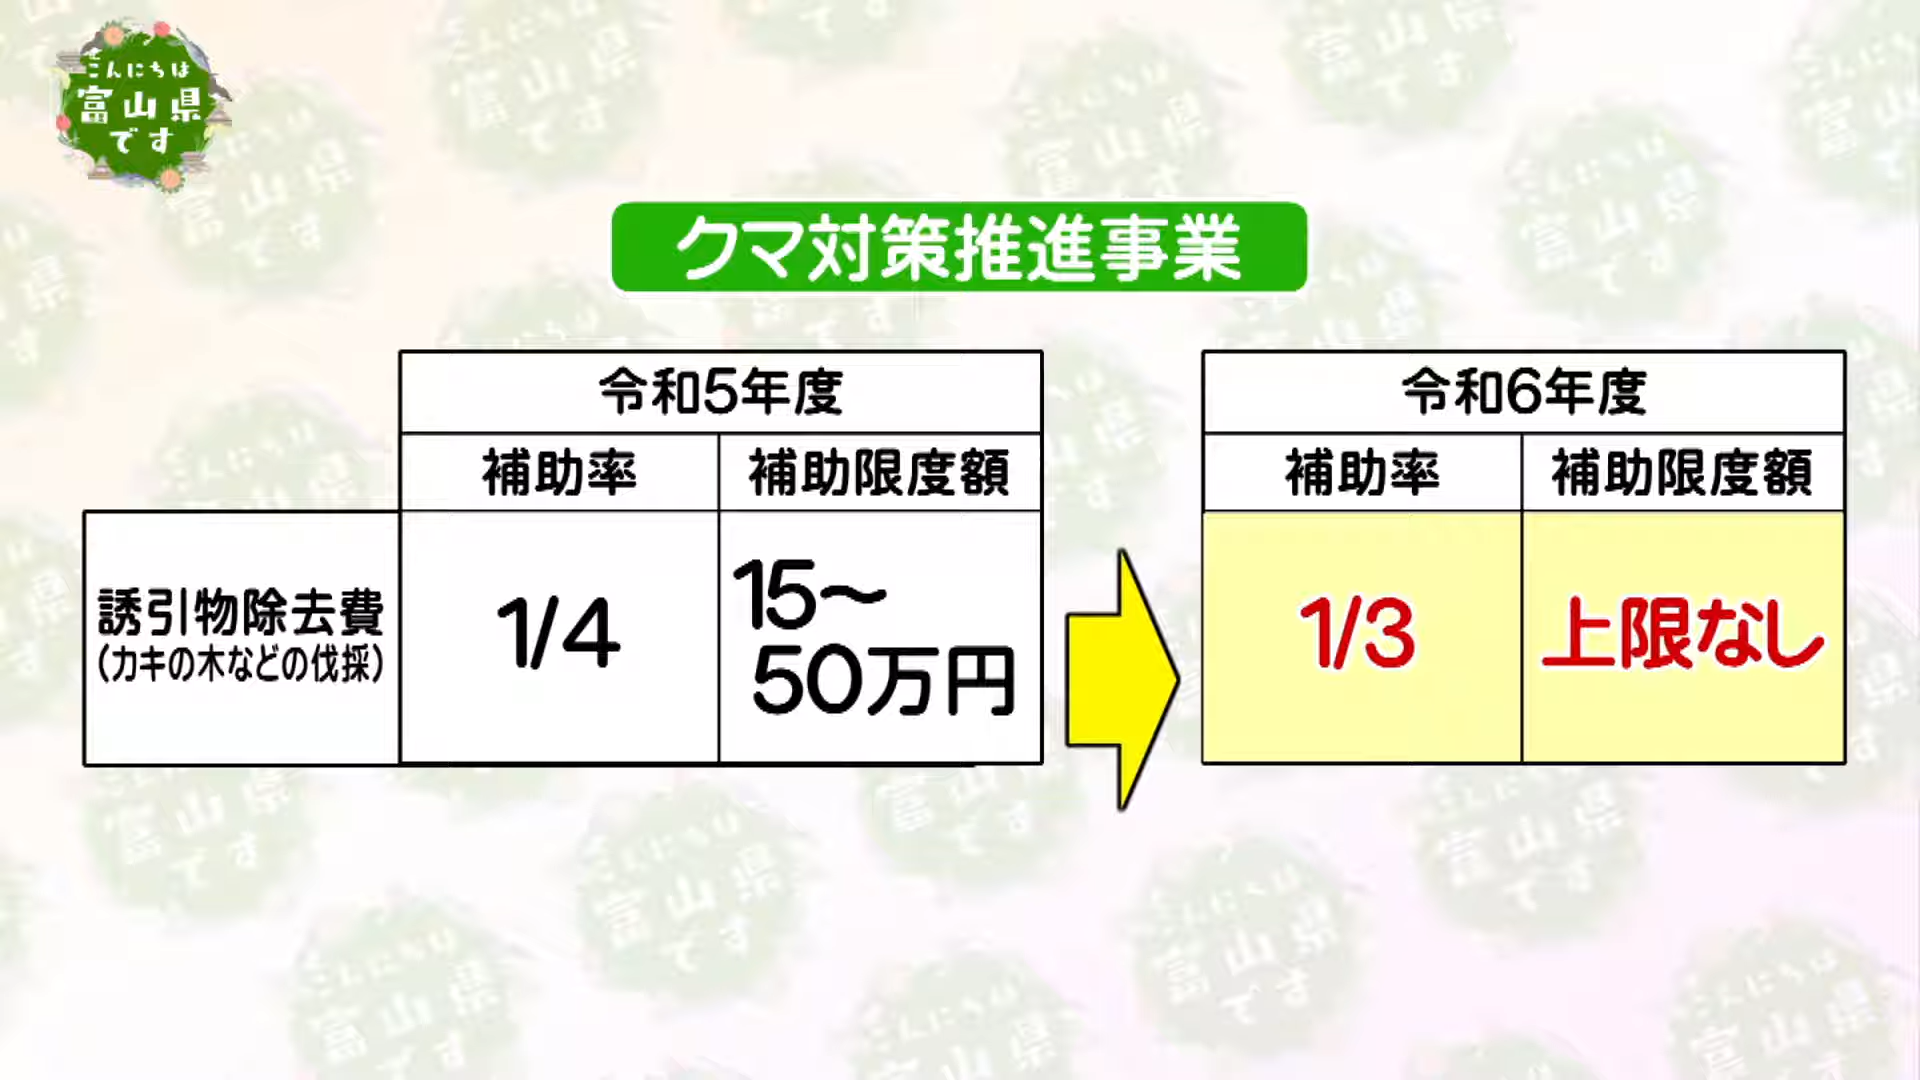 こんにちは
富山県
です
クマ対策推進事業
令和5年度
補助率
補助限度額
誘引物除去費
(カキの木などの伐採)
1/4
15～
50万円
令和6年度
補助率
補助限度額
1/3
上限なし